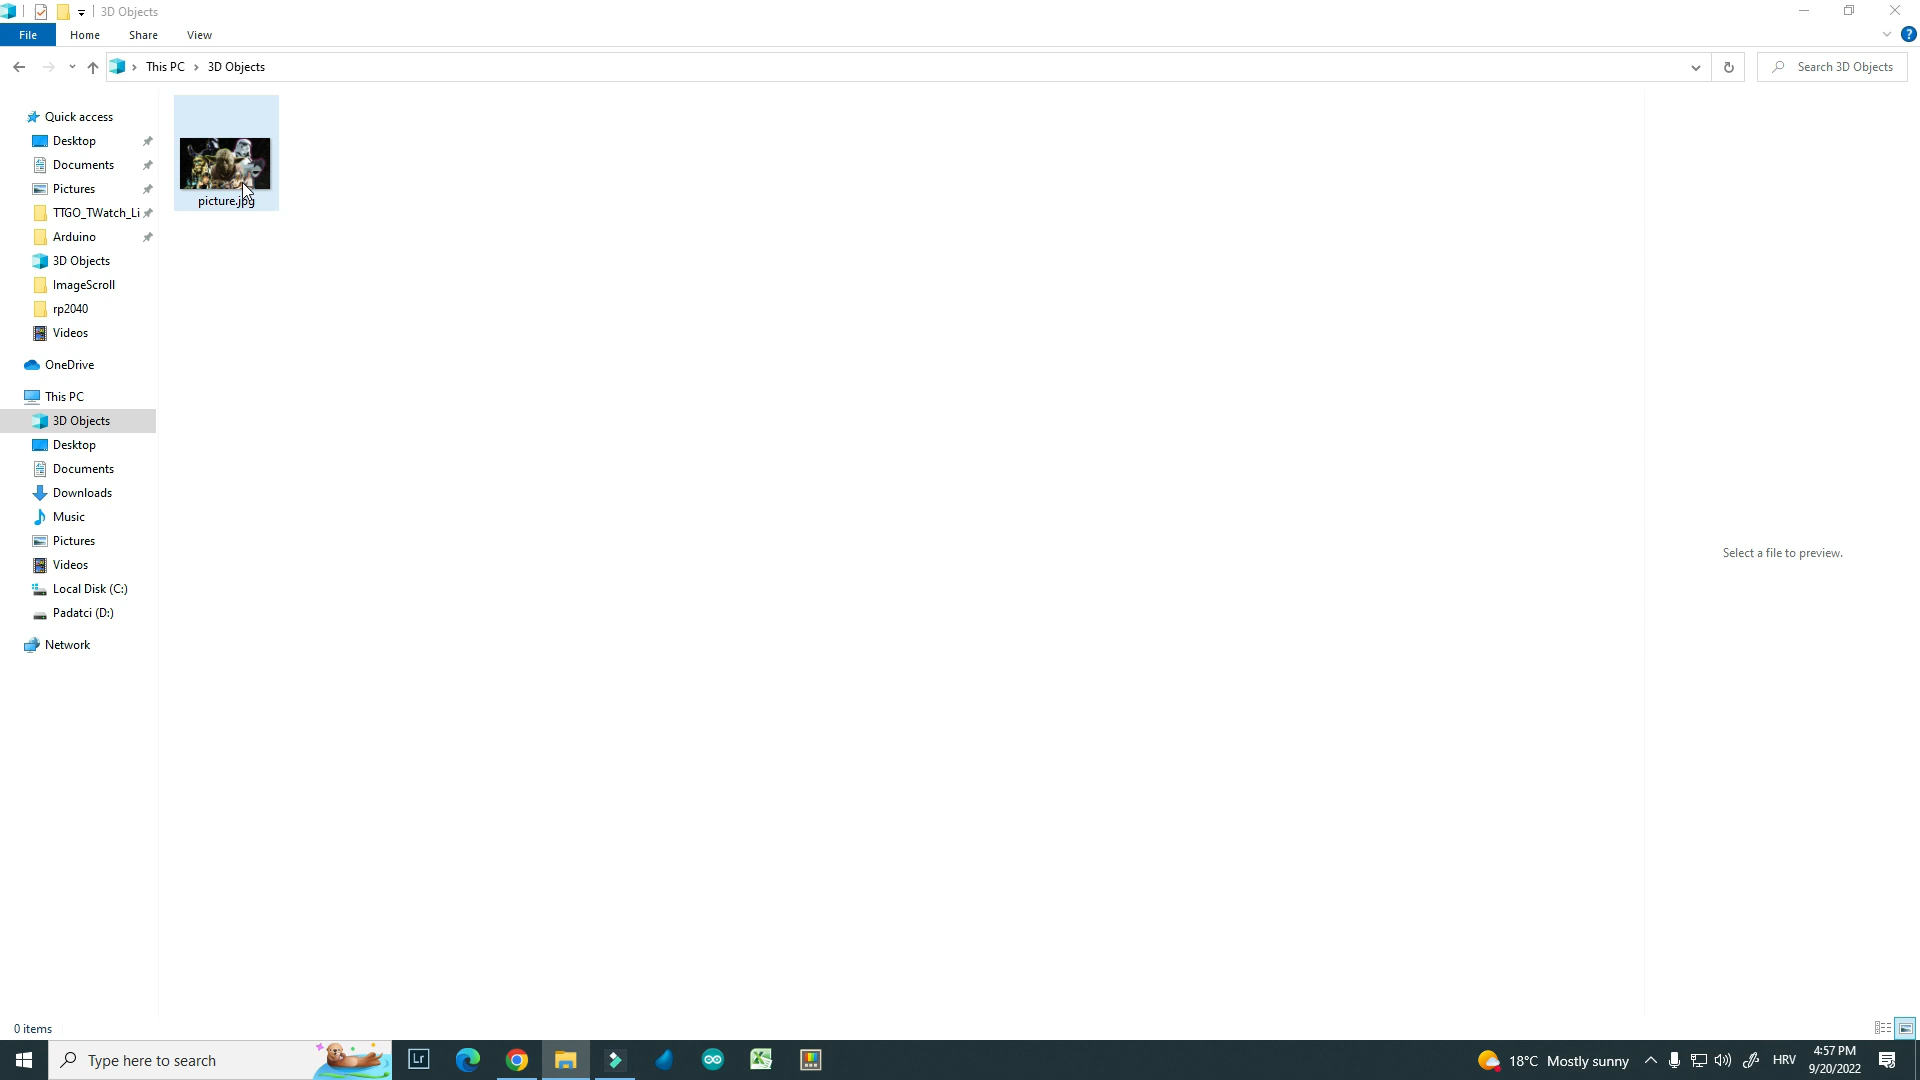 3D Objects
File Home Share View
This PC 3D Objects
Search 3D Objects
Quick access
Desktop
Documents
Pictures
TTGO_TWatch_Li
Arduino
3D Objects
ImageScroll
rp2040
Videos
OneDrive
This PC
3D Objects
Desktop
Documents
Downloads
Music
Pictures
Videos
Local Disk (C:)
Padatci (D:)
Network
picture.jpg
Select a file to preview.
0 items
Type here to search
Lr
18°C Mostly sunny
HRV
4:57 PM
9/20/2022